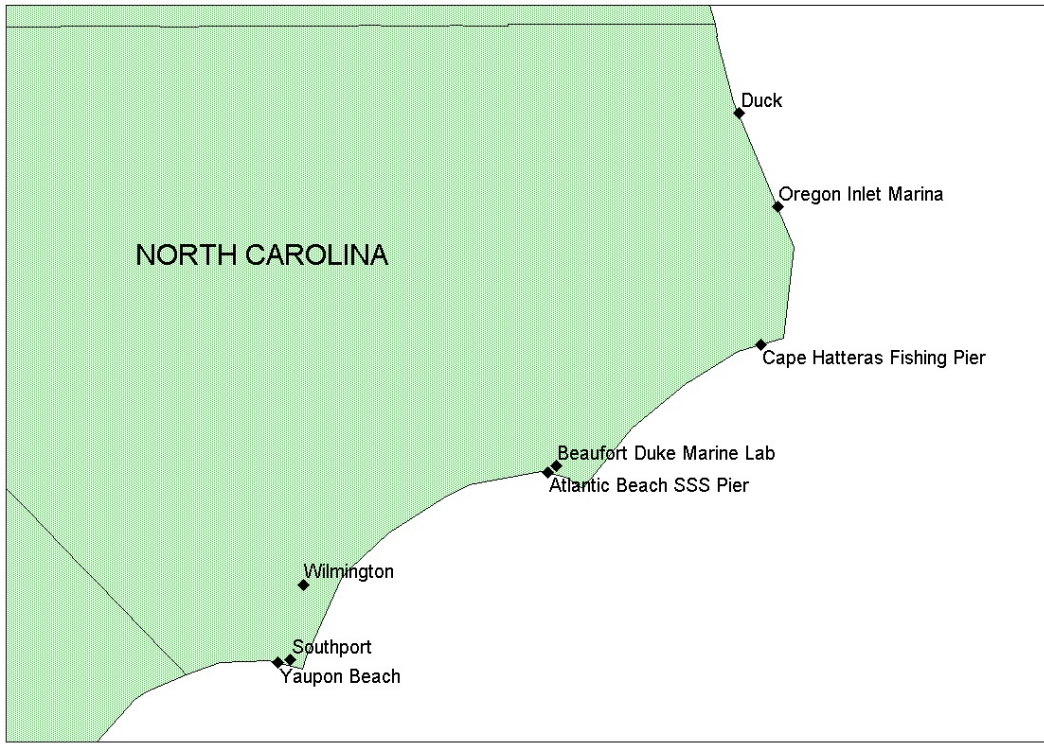 Duck
Oregon Inlet Marina
NORTH CAROLINA
Cape Hatteras Fishing Pier
Beaufort Duke Marine Lab
Atlantic Beach SSS Pier
Wilmington
Southport
Yaupon Beach